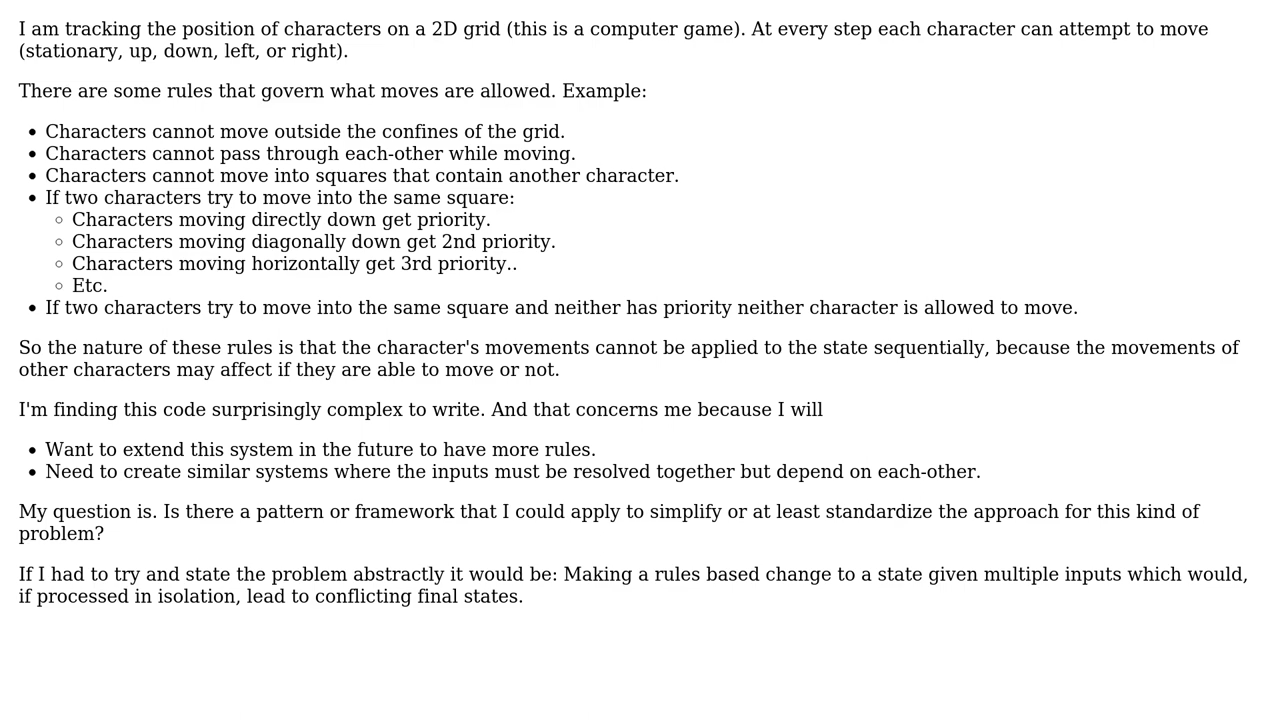 I am tracking the position of characters on a 2D grid (this is a computer game). At every step each character can attempt to move
(stationary, up, down, left, or right).
There are some rules that govern what moves are allowed. Example:
• Characters cannot move outside the confines of the grid.
• Characters cannot pass through each-other while moving.
• Characters cannot move into squares that contain another character.
• If two characters try to move into the same square:
◦ Characters moving directly down get priority.
◦ Characters moving diagonally down get 2nd priority.
◦ Characters moving horizontally get 3rd priority..
◦ Etc.
• If two characters try to move into the same square and neither has priority neither character is allowed to move.
So the nature of these rules is that the character's movements cannot be applied to the state sequentially, because the movements of
other characters may affect if they are able to move or not.
I'm finding this code surprisingly complex to write. And that concerns me because I will
• Want to extend this system in the future to have more rules.
• Need to create similar systems where the inputs must be resolved together but depend on each-other.
My question is. Is there a pattern or framework that I could apply to simplify or at least standardize the approach for this kind of
problem?
If I had to try and state the problem abstractly it would be: Making a rules based change to a state given multiple inputs which would,
if processed in isolation, lead to conflicting final states.